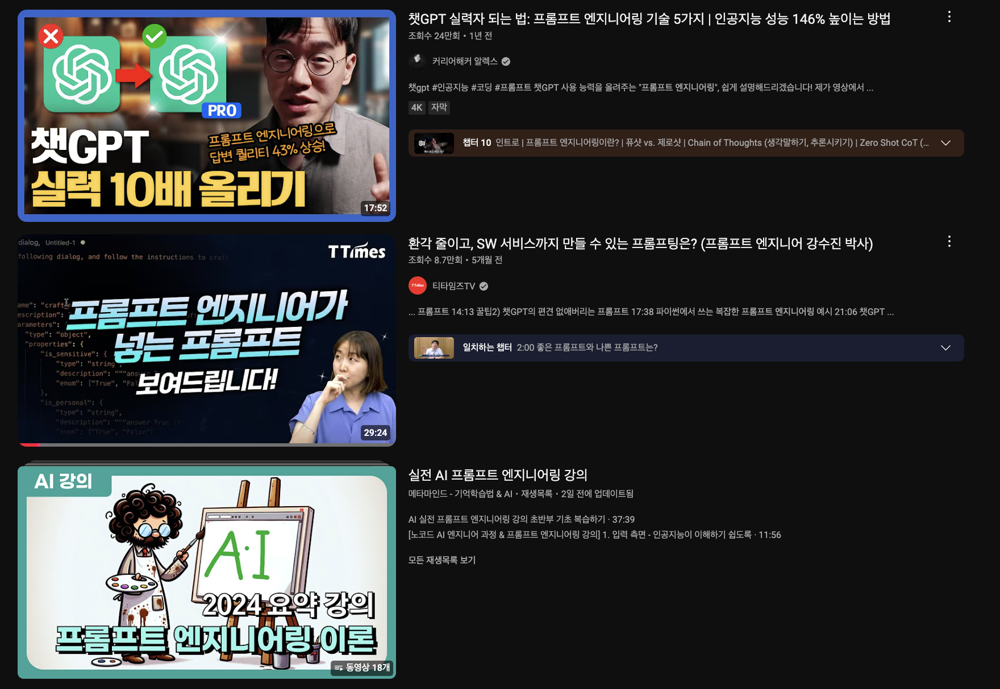 챗GPT 실력자 되는 법: 프롬프트 엔지니어링 기술 5가지 | 인공지능 성능 146% 높이는 방법
조회수 24만회 • 1년 전
커리어해커 알렉스
챗gpt #인공지능 #코딩 #프롬프트 챗GPT 사용 능력을 올려주는 "프롬프트 엔지니어링", 쉽게 설명해드리겠습니다! 제가 영상에서 ...
4K 자막
챕터 10 인트로 | 프롬프트 엔지니어링이란? | 퓨샷 vs. 제로샷 | Chain of Thoughts (생각말하기, 추론시키기) | Zero Shot CoT (...
PRO
프롬프트 엔지니어링으로
답변 퀄리티 43% 상승!
챗GPT
실력 10배 올리기
17:52
환각 줄이고, SW 서비스까지 만들 수 있는 프롬프팅은? (프롬프트 엔지니어 강수진 박사)
조회수 8.7만회 • 5개월 전
TTimes
티타임즈TV
... 프롬프트 14:13 꿀팁2) 챗GPT의 편견 없애버리는 프롬프트 17:38 파이썬에서 쓰는 복잡한 프롬프트 엔지니어링 예시 21:06 챗GPT ...
일치하는 챕터 2:00 좋은 프롬프트와 나쁜 프롬프트는?
dialog, Untitled-1
TTimes
following dialog, and follow the instructions to craft
ame": "craft
escription":
arameters":
"type": "object",
"properties": {
"is_sensitive": {
"type": "string
"description": """answer
"enum": ["True", "Fal
},
"is_personal": {
"type": "string",
"description": """answer True if
"enum": ["True", "False"]
프롬프트 엔지니어가
넣는 프롬프트
보여드립니다!
29:24
실전 AI 프롬프트 엔지니어링 강의
메타마인드 - 기억학습법 & AI • 재생목록 • 2일 전에 업데이트됨
AI 실전 프롬프트 엔지니어링 강의 초반부 기초 복습하기 · 37:39
[노코드 AI 엔지니어 과정 & 프롬프트 엔지니어링 강의] 1. 입력 측면 - 인공지능이 이해하기 쉽도록 · 11:56
모든 재생목록 보기
AI 강의
A·I
2024 요약 강의
프롬프트 엔지니어링 이론
동영상 18개